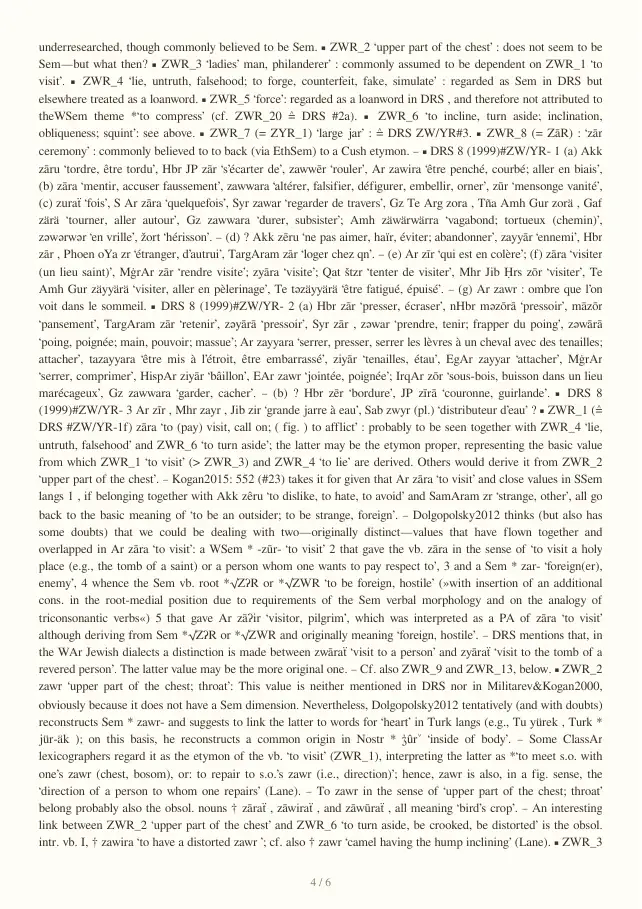 underresearched, though commonly believed to be Sem. ▪ ZWR_2 ‘upper part of the chest’ : does not seem to be
Sem—but what then? ▪ ZWR_3 ‘ladies’ man, philanderer’ : commonly assumed to be dependent on ZWR_1 ‘to
visit’. ▪ ZWR_4 ‘lie, untruth, falsehood; to forge, counterfeit, fake, simulate’ : regarded as Sem in DRS but
elsewhere treated as a loanword. ▪ ZWR_5 ‘force’: regarded as a loanword in DRS , and therefore not attributed to
theWSem theme *‘to compress’ (cf. ZWR_20 ≙ DRS #2a). ▪ ZWR_6 ‘to incline, turn aside; inclination,
obliqueness; squint’: see above. ▪ ZWR_7 (= ZYR_1) ‘large jar’ : ≙ DRS ZW/YR#3. ▪ ZWR_8 (= ZāR) : ‘zār
ceremony’ : commonly believed to to back (via EthSem) to a Cush etymon. – ▪ DRS 8 (1999)#ZW/YR- 1 (a) Akk
zāru ‘tordre, être tordu’, Hbr JP zār ‘s’écarter de’, zawwēr ‘rouler’, Ar zawira ‘être penché, courbé; aller en biais’,
(b) zāra ‘mentir, accuser faussement’, zawwara ‘altérer, falsifier, défigurer, embellir, orner’, zūr ‘mensonge vanité’,
(c) zuraẗ ‘fois’, S Ar zāra ‘quelquefois’, Syr zawar ‘regarder de travers’, Gz Te Arg zora , Tña Amh Gur zorä , Gaf
zärä ‘tourner, aller autour’, Gz zawwara ‘durer, subsister’; Amh zäwärwärra ‘vagabond; tortueux (chemin)’,
zəwərwər ‘en vrille’, žort ‘hérisson’. – (d) ? Akk zêru ‘ne pas aimer, haïr, éviter; abandonner’, zayyār ‘ennemi’, Hbr
zār , Phoen oYa zr ‘étranger, d’autrui’, TargAram zār ‘loger chez qn’. – (e) Ar zīr ‘qui est en colère’; (f) zāra ‘visiter
(un lieu saint)’, MġrAr zār ‘rendre visite’; zyāra ‘visite’; Qat štzr ‘tenter de visiter’, Mhr Jib Ḥrs zōr ‘visiter’, Te
Amh Gur zäyyärä ‘visiter, aller en pèlerinage’, Te təzäyyärä ‘être fatigué, épuisé’. – (g) Ar zawr : ombre que l’on
voit dans le sommeil. ▪ DRS 8 (1999)#ZW/YR- 2 (a) Hbr zār ‘presser, écraser’, nHbr məzōrā ‘pressoir’, māzōr
‘pansement’, TargAram zār ‘retenir’, zəyārā ‘pressoir’, Syr zār , zəwar ‘prendre, tenir; frapper du poing’, zəwārā
‘poing, poignée; main, pouvoir; massue’; Ar zayyara ‘serrer, presser, serrer les lèvres à un cheval avec des tenailles;
attacher’, tazayyara ‘être mis à l’étroit, être embarrassé’, ziyār ‘tenailles, étau’, EgAr zayyar ‘attacher’, MġrAr
‘serrer, comprimer’, HispAr ziyār ‘bâillon’, EAr zawr ‘jointée, poignée’; IrqAr zōr ‘sous-bois, buisson dans un lieu
marécageux’, Gz zawwara ‘garder, cacher’. – (b) ? Hbr zēr ‘bordure’, JP zīrā ‘couronne, guirlande’. ▪ DRS 8
(1999)#ZW/YR- 3 Ar zīr , Mhr zayr , Jib zir ‘grande jarre à eau’, Sab zwyr (pl.) ‘distributeur d’eau’ ? ▪ ZWR_1 (≙
DRS #ZW/YR-1f) zāra ‘to (pay) visit, call on; ( fig. ) to afflict’ : probably to be seen together with ZWR_4 ‘lie,
untruth, falsehood’ and ZWR_6 ‘to turn aside’; the latter may be the etymon proper, representing the basic value
from which ZWR_1 ‘to visit’ (> ZWR_3) and ZWR_4 ‘to lie’ are derived. Others would derive it from ZWR_2
‘upper part of the chest’. – Kogan2015: 552 (#23) takes it for given that Ar zāra ‘to visit’ and close values in SSem
langs 1 , if belonging together with Akk zêru ‘to dislike, to hate, to avoid’ and SamAram zr ‘strange, other’, all go
back to the basic meaning of ‘to be an outsider; to be strange, foreign’. – Dolgopolsky2012 thinks (but also has
some doubts) that we could be dealing with two—originally distinct—values that have flown together and
overlapped in Ar zāra ‘to visit’: a WSem * -zūr- ‘to visit’ 2 that gave the vb. zāra in the sense of ‘to visit a holy
place (e.g., the tomb of a saint) or a person whom one wants to pay respect to’, 3 and a Sem * zar- ‘foreign(er),
enemy’, 4 whence the Sem vb. root *√ZʔR or *√ZWR ‘to be foreign, hostile’ (»with insertion of an additional
cons. in the root-medial position due to requirements of the Sem verbal morphology and on the analogy of
triconsonantic verbs«) 5 that gave Ar zāʔir ‘visitor, pilgrim’, which was interpreted as a PA of zāra ‘to visit’
although deriving from Sem *√ZʔR or *√ZWR and originally meaning ‘foreign, hostile’. – DRS mentions that, in
the WAr Jewish dialects a distinction is made between zwāraẗ ‘visit to a person’ and zyāraẗ ‘visit to the tomb of a
revered person’. The latter value may be the more original one. – Cf. also ZWR_9 and ZWR_13, below. ▪ ZWR_2
zawr ‘upper part of the chest; throat’: This value is neither mentioned in DRS nor in Militarev&Kogan2000,
obviously because it does not have a Sem dimension. Nevertheless, Dolgopolsky2012 tentatively (and with doubts)
reconstructs Sem * zawr- and suggests to link the latter to words for ‘heart’ in Turk langs (e.g., Tu yürek , Turk *
jür-äk ); on this basis, he reconstructs a common origin in Nostr * ʒ́ûrˇ ‘inside of body’. – Some ClassAr
lexicographers regard it as the etymon of the vb. ‘to visit’ (ZWR_1), interpreting the latter as *‘to meet s.o. with
one’s zawr (chest, bosom), or: to repair to s.o.’s zawr (i.e., direction)’; hence, zawr is also, in a fig. sense, the
‘direction of a person to whom one repairs’ (Lane). – To zawr in the sense of ‘upper part of the chest; throat’
belong probably also the obsol. nouns † zāraẗ , zāwiraẗ , and zāwūraẗ , all meaning ‘bird’s crop’. – An interesting
link between ZWR_2 ‘upper part of the chest’ and ZWR_6 ‘to turn aside, be crooked, be distorted’ is the obsol.
intr. vb. I, † zawira ‘to have a distorted zawr ’; cf. also † zawr ‘camel having the hump inclining’ (Lane). ▪ ZWR_3
4 / 6